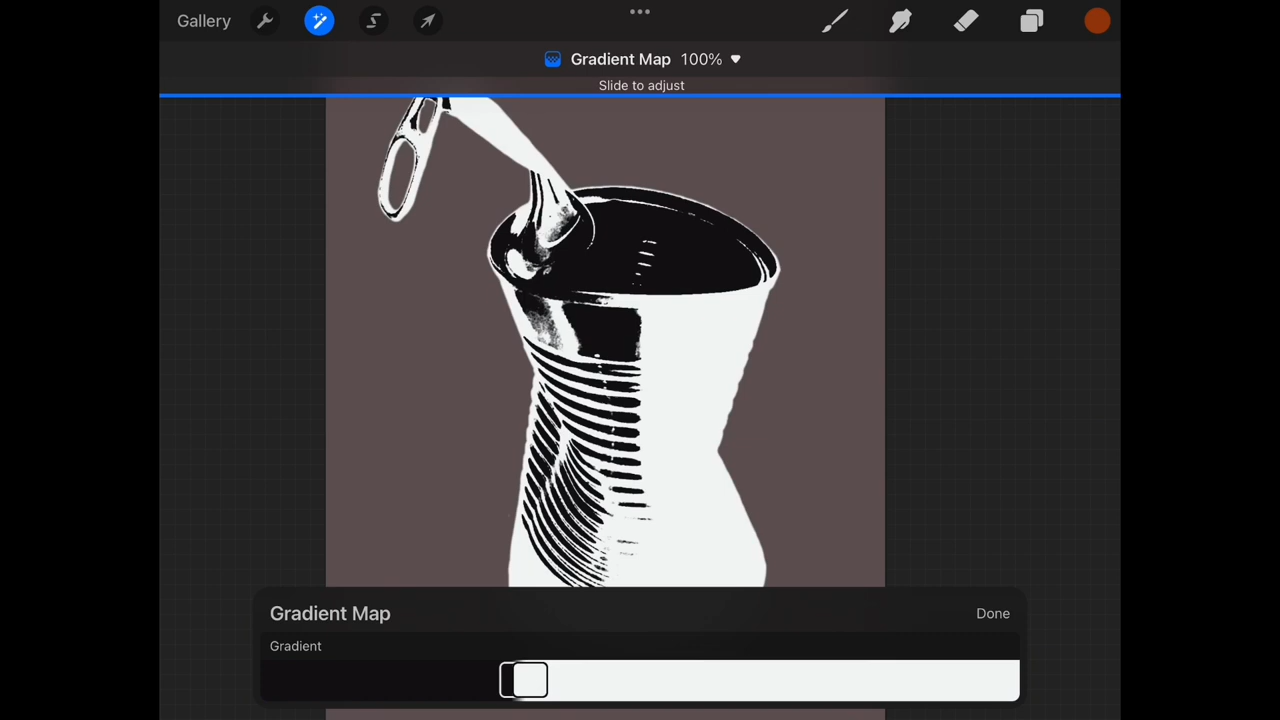 Gallery
Gradient Map 100%
Slide to adjust
Gradient Map
Done
Gradient